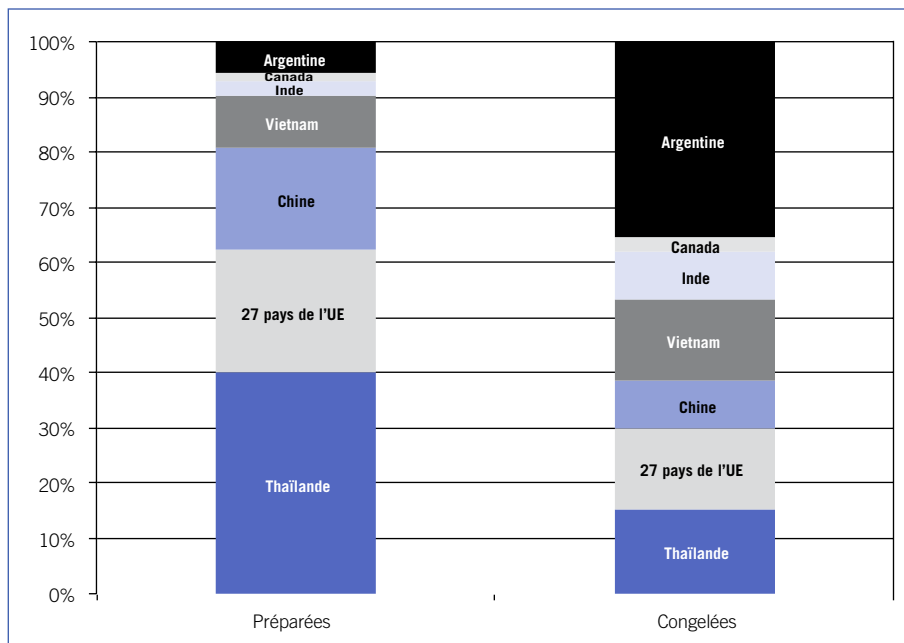 100%
90%
80%
70%
60%
50%
40%
30%
20%
10%
0%
Argentine
Canada
Inde
Vietnam
Chine
27 pays de l'UE
Thaïlande
Argentine
Canada
Inde
Vietnam
Chine
27 pays de l'UE
Thaïlande
Préparées
Congelées